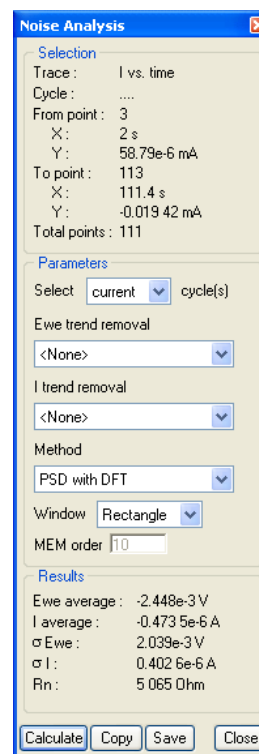 Noise Analysis
Selection
Trace : I vs. time
Cycle : ....
From point : 3
X : 2 s
Y : 58.79e-6 mA
To point : 113
X : 111.4 s
Y : -0.019 42 mA
Total points : 111
Parameters
Select current cycle(s)
Ewe trend removal
<None>
I trend removal
<None>
Method
PSD with DFT
Window Rectangle
MEM order 10
Results
Ewe average : -2.448e-3 V
I average : -0.473 5e-6 A
σ Ewe : 2.039e-3 V
σ I : 0.402 6e-6 A
Rn : 5 065 Ohm
Calculate Copy Save Close